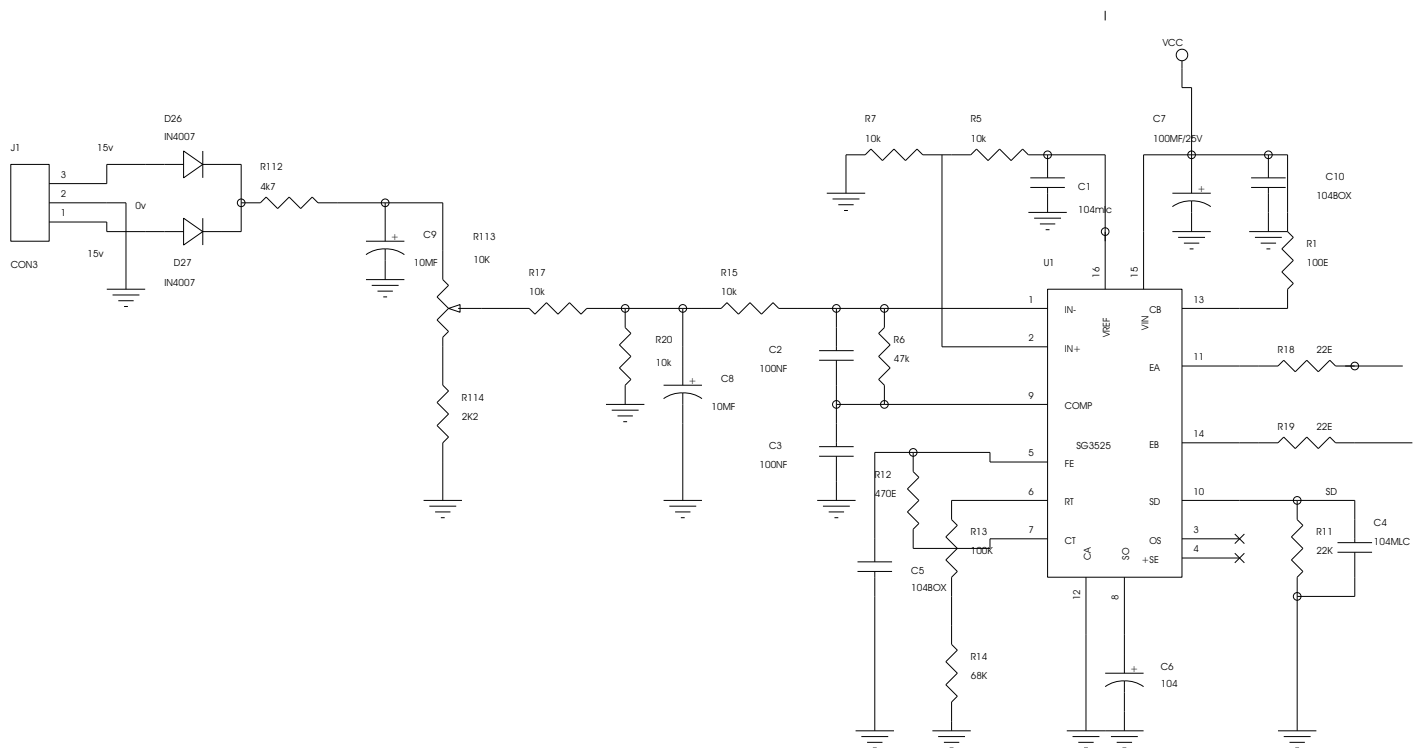 VCC
D26
IN4007
J1
15v
3
2
1
0v
15v
CON3
D27
IN4007
R112
4k7
C9
10MF
R113
10K
R114
2K2
R17
10k
R20
10k
C8
10MF
R15
10k
C2
100NF
C3
100NF
R6
47k
R7
10k
R5
10k
C1
104mlc
C7
100MF/25V
C10
104BOX
R1
100E
U1
16
15
1
IN-
VREF
VIN
CB
13
2
IN+
EA
11
R18
22E
9
COMP
SG3525
EB
14
R19
22E
5
FE
6
RT
SD
10
SD
7
CT
CA
SO
OS
3
+SE
4
12
8
R12
470E
R13
100K
C5
104BOX
R14
68K
C6
104
R11
22K
C4
104MLC